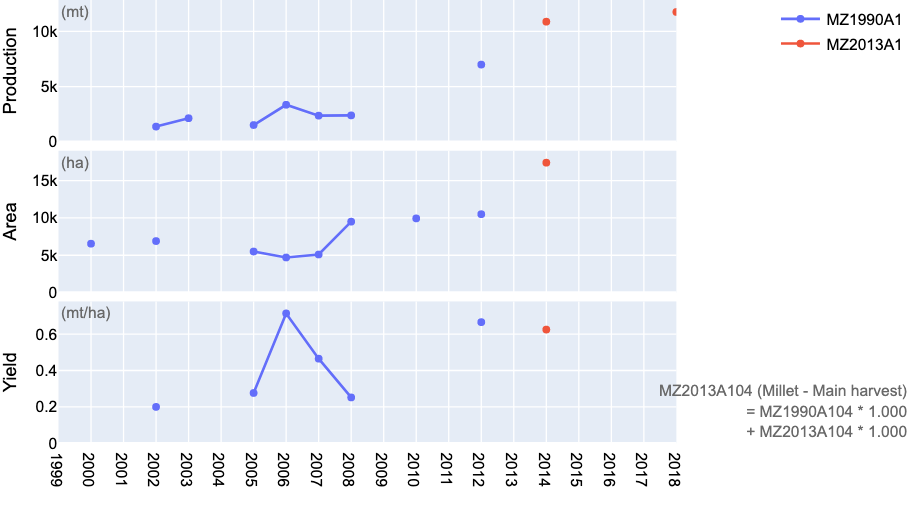 (mt)
10k
5k
0
Production
MZ1990A1
MZ2013A1
(ha)
15k
10k
5k
0
Area
(mt/ha)
0.6
0.4
0.2
0
Yield
MZ2013A104 (Millet - Main harvest)
= MZ1990A104 * 1.000
+ MZ2013A104 * 1.000
1999
2000
2001
2002
2003
2004
2005
2006
2007
2008
2009
2010
2011
2012
2013
2014
2015
2016
2017
2018